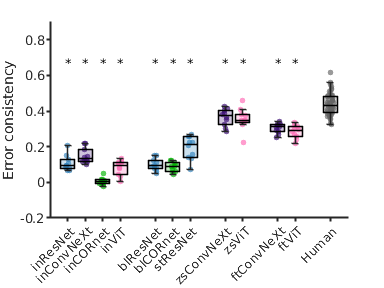 Error consistency
0.8
0.6
0.4
0.2
0
-0.2
* * * * * * * * * * *
inResNet
inConvNeXt
inCORnet
inViT
blResNet
blCORnet
stResNet
zsConvNeXt
zsViT
ftConvNeXt
ftViT
Human